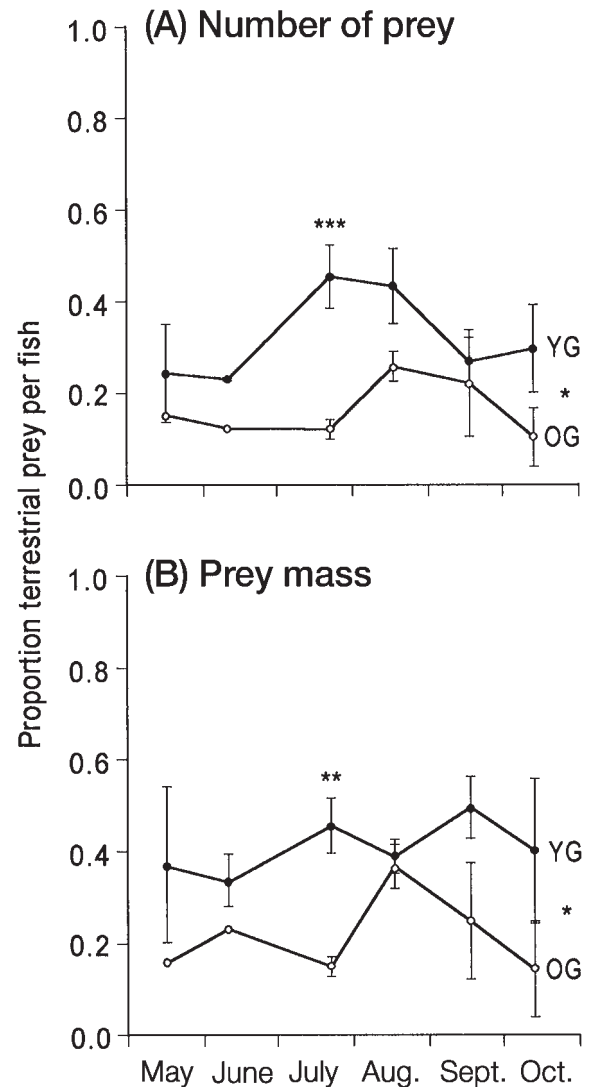 (A) Number of prey
1.0
0.8
0.6
0.4
0.2
0.0
***
YG
*
OG
Proportion terrestrial prey per fish
(B) Prey mass
1.0
0.8
0.6
0.4
0.2
0.0
**
YG
*
OG
May June July Aug. Sept. Oct.